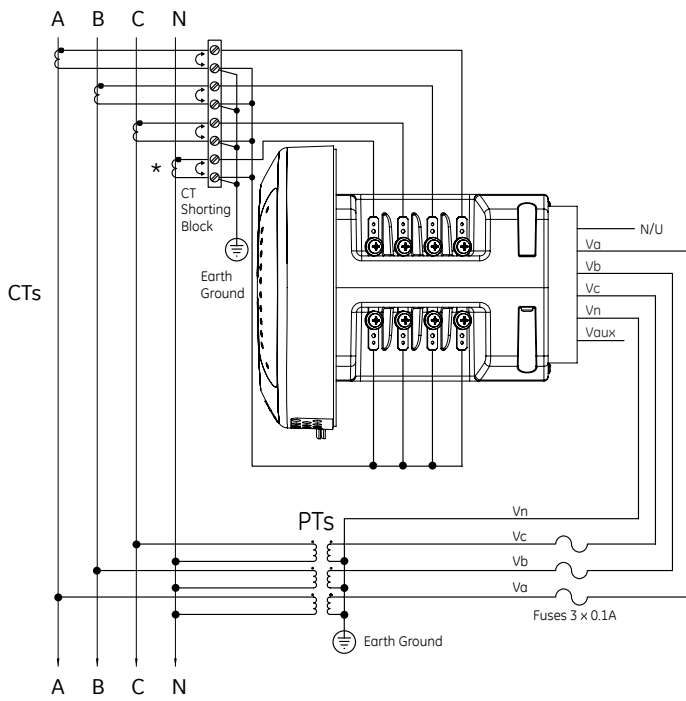 A B C N
*
CT
Shorting
Block
Earth
Ground
CTs
N/U
Va
Vb
Vc
Vn
Vaux
PTs
Vn
Vc
Vb
Va
Fuses 3 x 0.1A
Earth Ground
A B C N